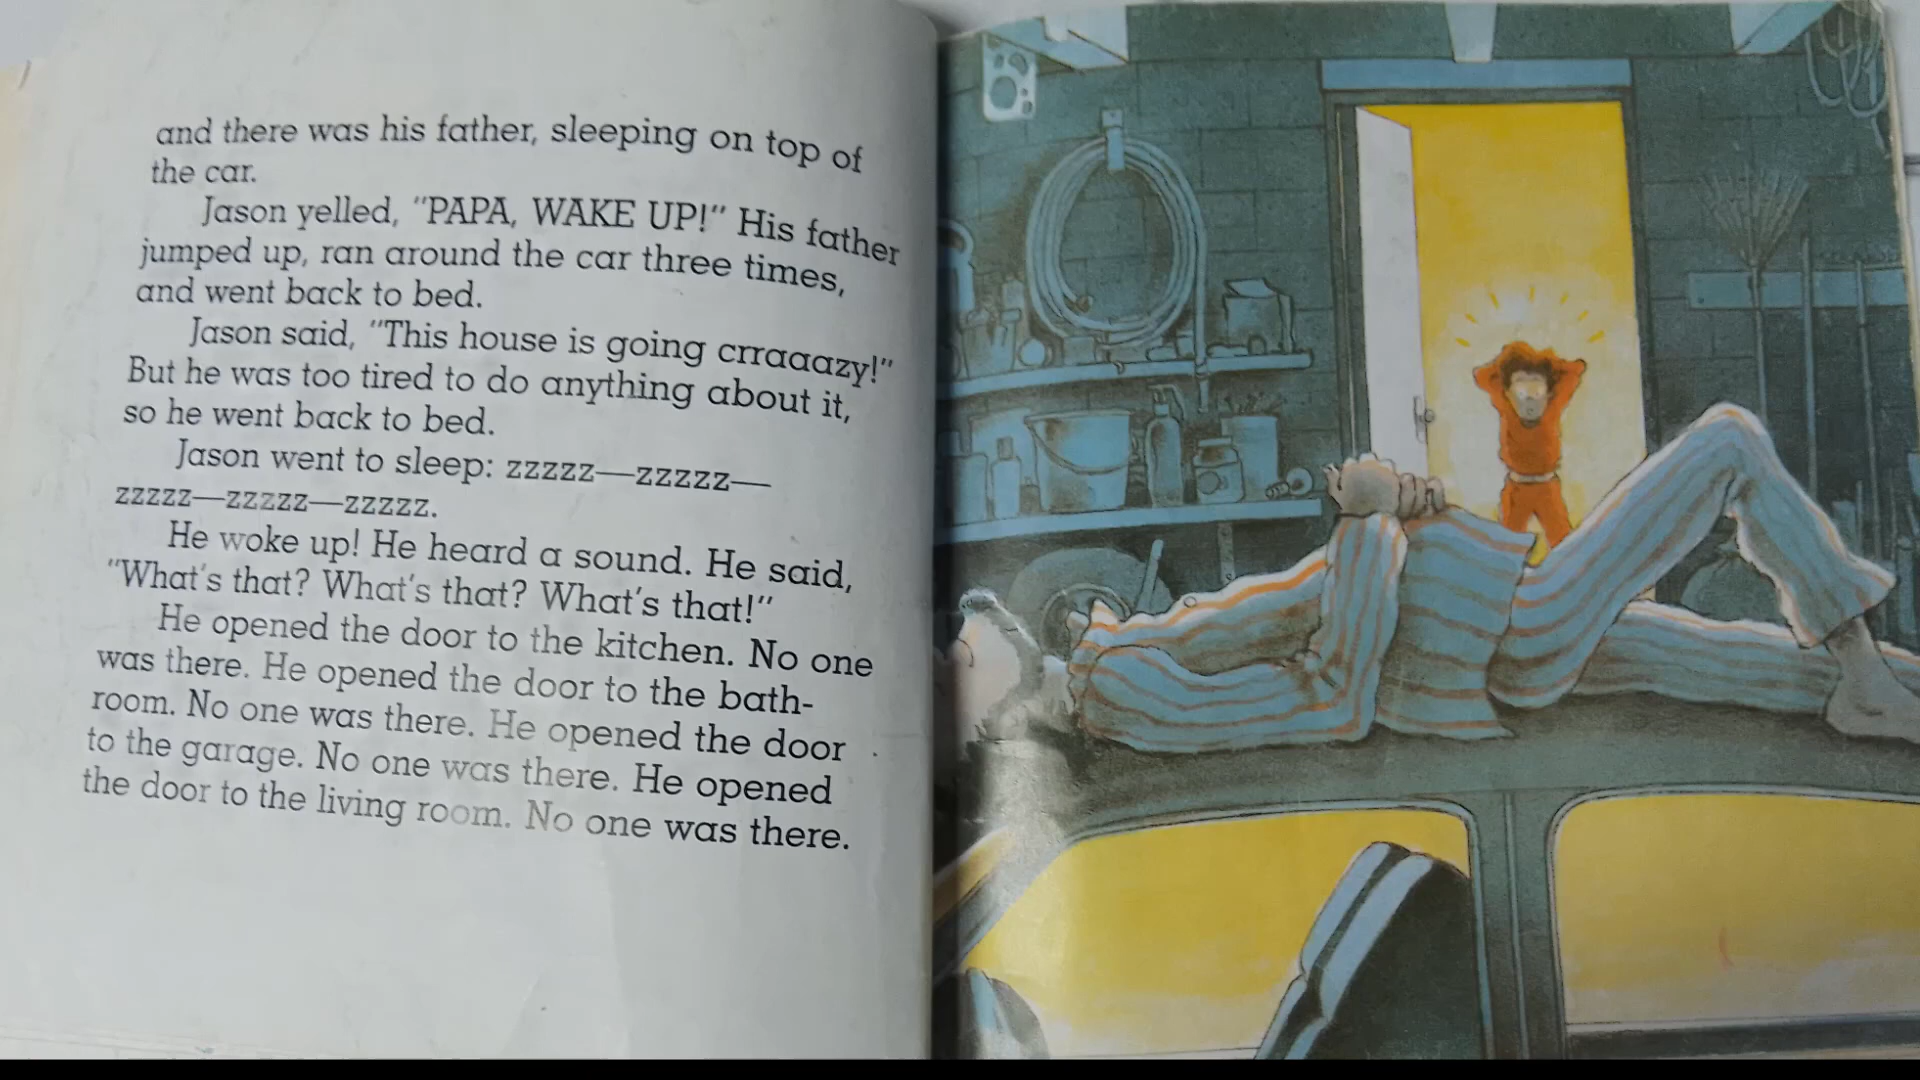 and there was his father, sleeping on top of
the car.
Jason yelled, "PAPA, WAKE UP!" His father
jumped up, ran around the car three times,
and went back to bed.
Jason said, "This house is going crraaazy!"
But he was too tired to do anything about it,
so he went back to bed.
Jason went to sleep: zzzzz—zzzzz—
zzzzz—zzzzz—zzzzz.
He woke up! He heard a sound. He said,
"What's that? What's that? What's that!"
He opened the door to the kitchen. No one
was there. He opened the door to the bath-
room. No one was there. He opened the door
to the garage. No one was there. He opened
the door to the living room. No one was there.